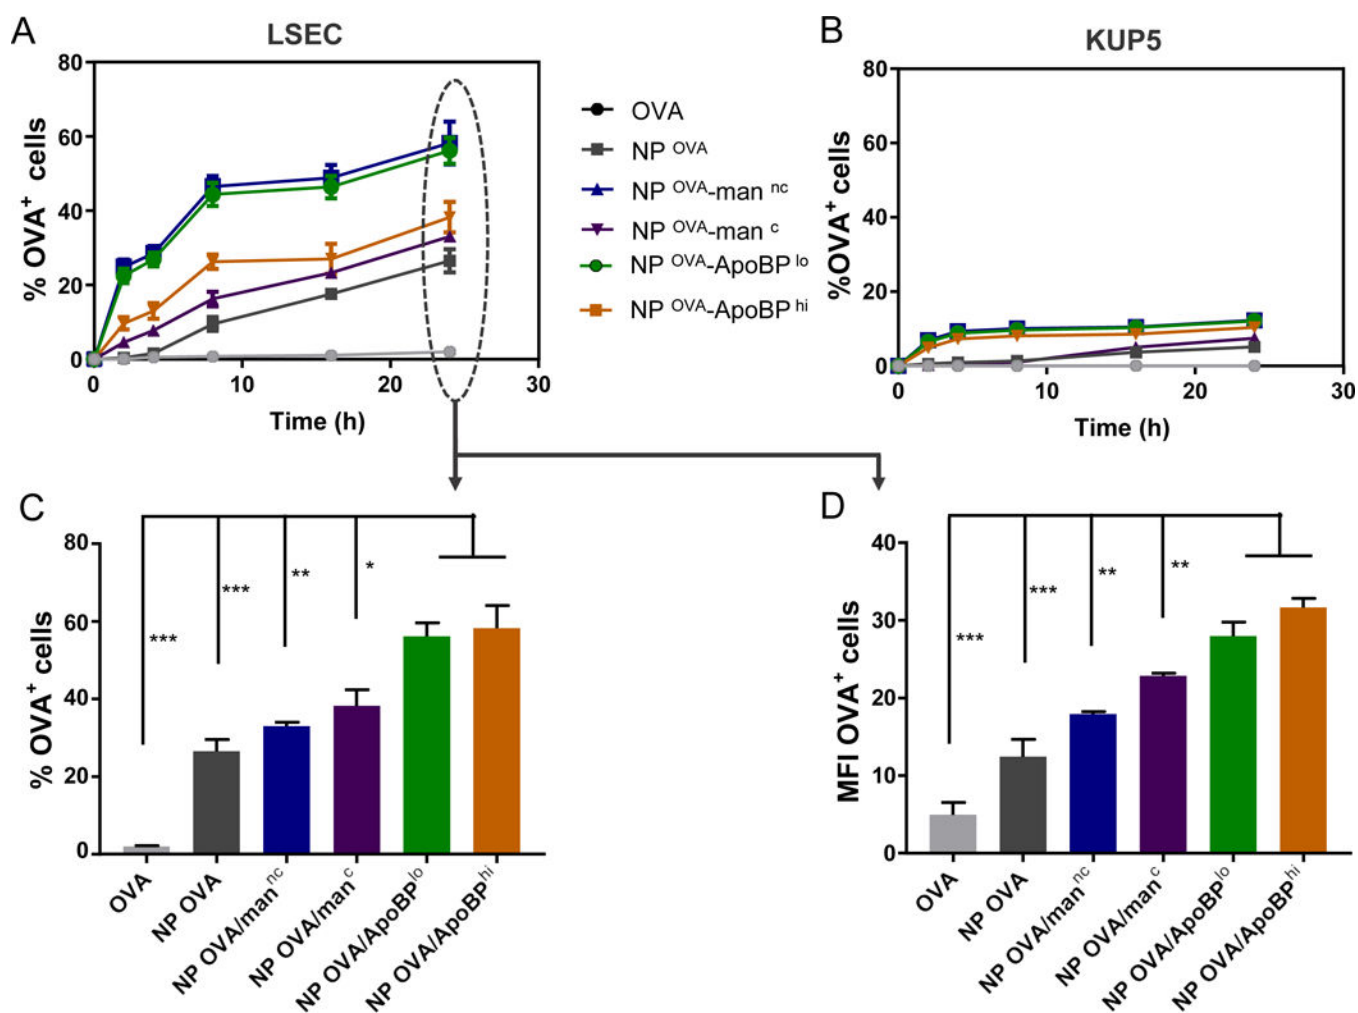 A
LSEC
80
60
40
20
0
% OVA+ cells
0
10
20
30
Time (h)
OVA
NP OVA
NP OVA-man nc
NP OVA-man c
NP OVA-ApoBP lo
NP OVA-ApoBP hi
B
KUP5
80
60
40
20
0
%OVA+ cells
0
10
20
30
Time (h)
C
80
60
40
20
0
% OVA+ cells
***
***
**
*
OVA
NP OVA
NP OVA/man nc
NP OVA/man c
NP OVA/ApoBP lo
NP OVA/ApoBP hi
D
40
30
20
10
0
MFI OVA+ cells
***
***
**
**
OVA
NP OVA
NP OVA/man nc
NP OVA/man c
NP OVA/ApoBP lo
NP OVA/ApoBP hi